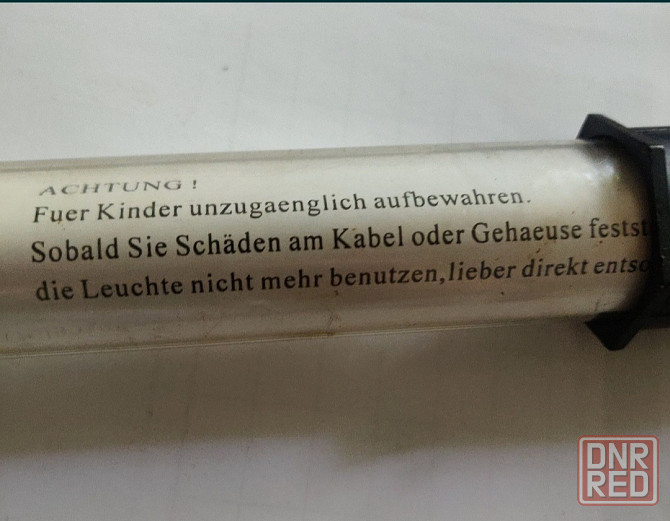 ACHTUNG !
Fuer Kinder unzugaenglich aufbewahren.
Sobald Sie Schäden am Kabel oder Gehaeuse festst
die Leuchte nicht mehr benutzen,lieber direkt entso
DNR
RED